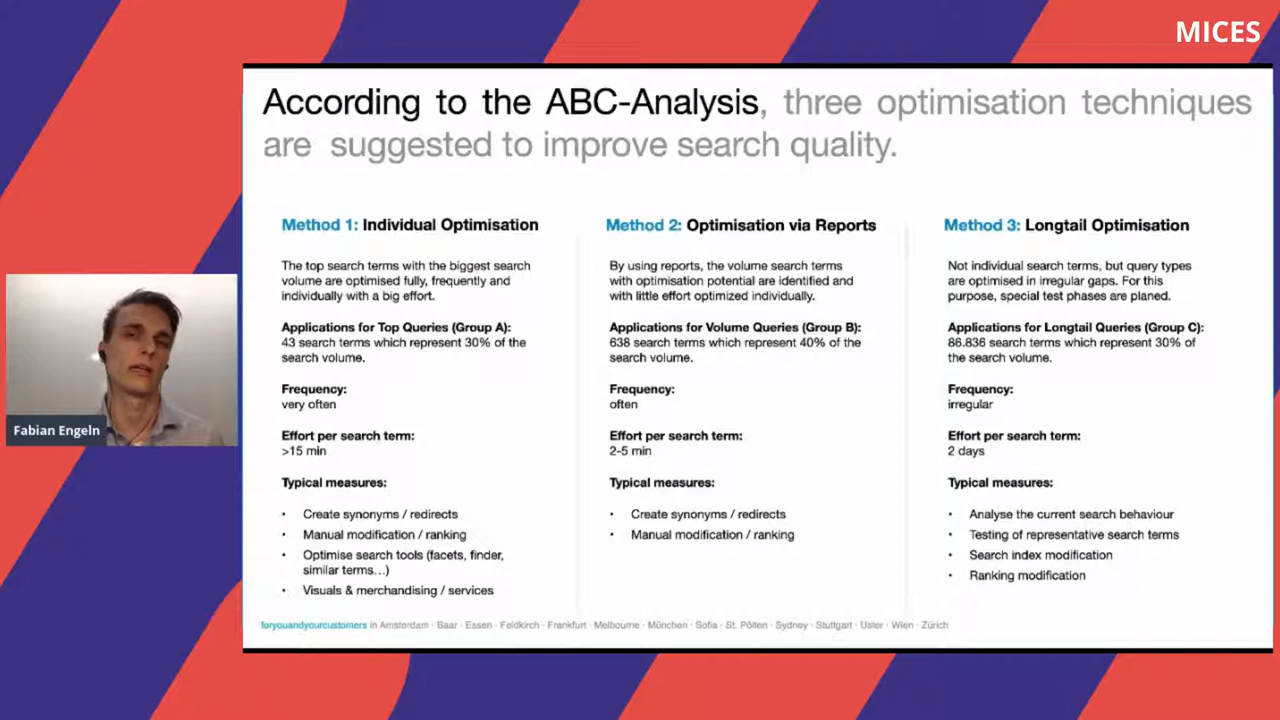 MICES
According to the ABC-Analysis, three optimisation techniques
are suggested to improve search quality.
Method 1: Individual Optimisation
The top search terms with the biggest search
volume are optimised fully, frequently and
individually with a big effort.
Applications for Top Queries (Group A):
43 search terms which represent 30% of the
search volume.
Frequency:
very often
Effort per search term:
>15 min
Typical measures:
• Create synonyms / redirects
• Manual modification / ranking
• Optimise search tools (facets, finder,
similar terms...)
• Visuals & merchandising / services
Method 2: Optimisation via Reports
By using reports, the volume search terms
with optimisation potential are identified and
with little effort optimized individually.
Applications for Volume Queries (Group B):
638 search terms which represent 40% of the
search volume.
Frequency:
often
Effort per search term:
2-5 min
Typical measures:
• Create synonyms / redirects
• Manual modification / ranking
Method 3: Longtail Optimisation
Not individual search terms, but query types
are optimised in irregular gaps. For this
purpose, special test phases are planed.
Applications for Longtail Queries (Group C):
86.836 search terms which represent 30% of
the search volume.
Frequency:
irregular
Effort per search term:
2 days
Typical measures:
• Analyse the current search behaviour
• Testing of representative search terms
• Search index modification
• Ranking modification
foryouandyourcustomers in Amsterdam · Baar · Essen · Feldkirch · Frankfurt · Melbourne · München · Sofia · St. Pölten · Sydney · Stuttgart · Uster · Wien · Zürich
Fabian Engeln